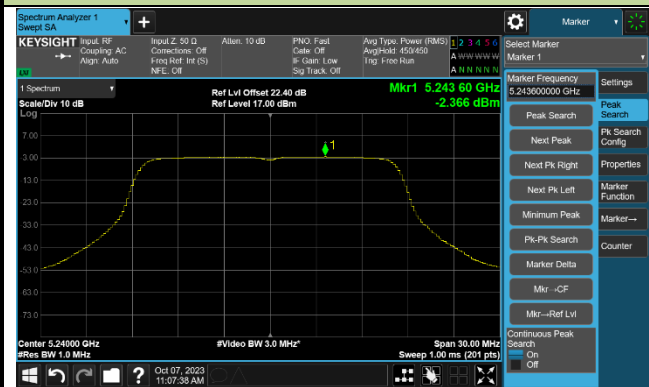 Spectrum Analyzer 1
Swept SA
Marker
KEYSIGHT
Input: RF
Coupling: AC
Align: Auto
Input Z: 50 Ω
Corrections: Off
Freq Ref: Int (S)
NFE: Off
Atten: 10 dB
PNO: Fast
Gate: Off
IF Gain: Low
Sig Track: Off
Avg Type: Power (RMS)
Avg|Hold: 450/450
Trig: Free Run
1 2 3 4 5 6
A W W W W W
A N N N N N
Select Marker
Marker 1
1 Spectrum
Scale/Div 10 dB
Log
Ref Lvl Offset 22.40 dB
Ref Level 17.00 dBm
Mkr1 5.243 60 GHz
-2.366 dBm
7.00
-3.00
-13.0
-23.0
-33.0
-43.0
-53.0
-63.0
-73.0
1
Center 5.24000 GHz
#Res BW 1.0 MHz
#Video BW 3.0 MHz*
Span 30.00 MHz
Sweep 1.00 ms (201 pts)
Marker Frequency
5.243600000 GHz
Peak Search
Next Peak
Next Pk Right
Next Pk Left
Minimum Peak
Pk-Pk Search
Marker Delta
Mkr→CF
Mkr→Ref Lvl
Continuous Peak
Search
On
Off
Settings
Peak
Search
Pk Search
Config
Properties
Marker
Function
Marker→
Counter
?
Oct 07, 2023
11:07:38 AM